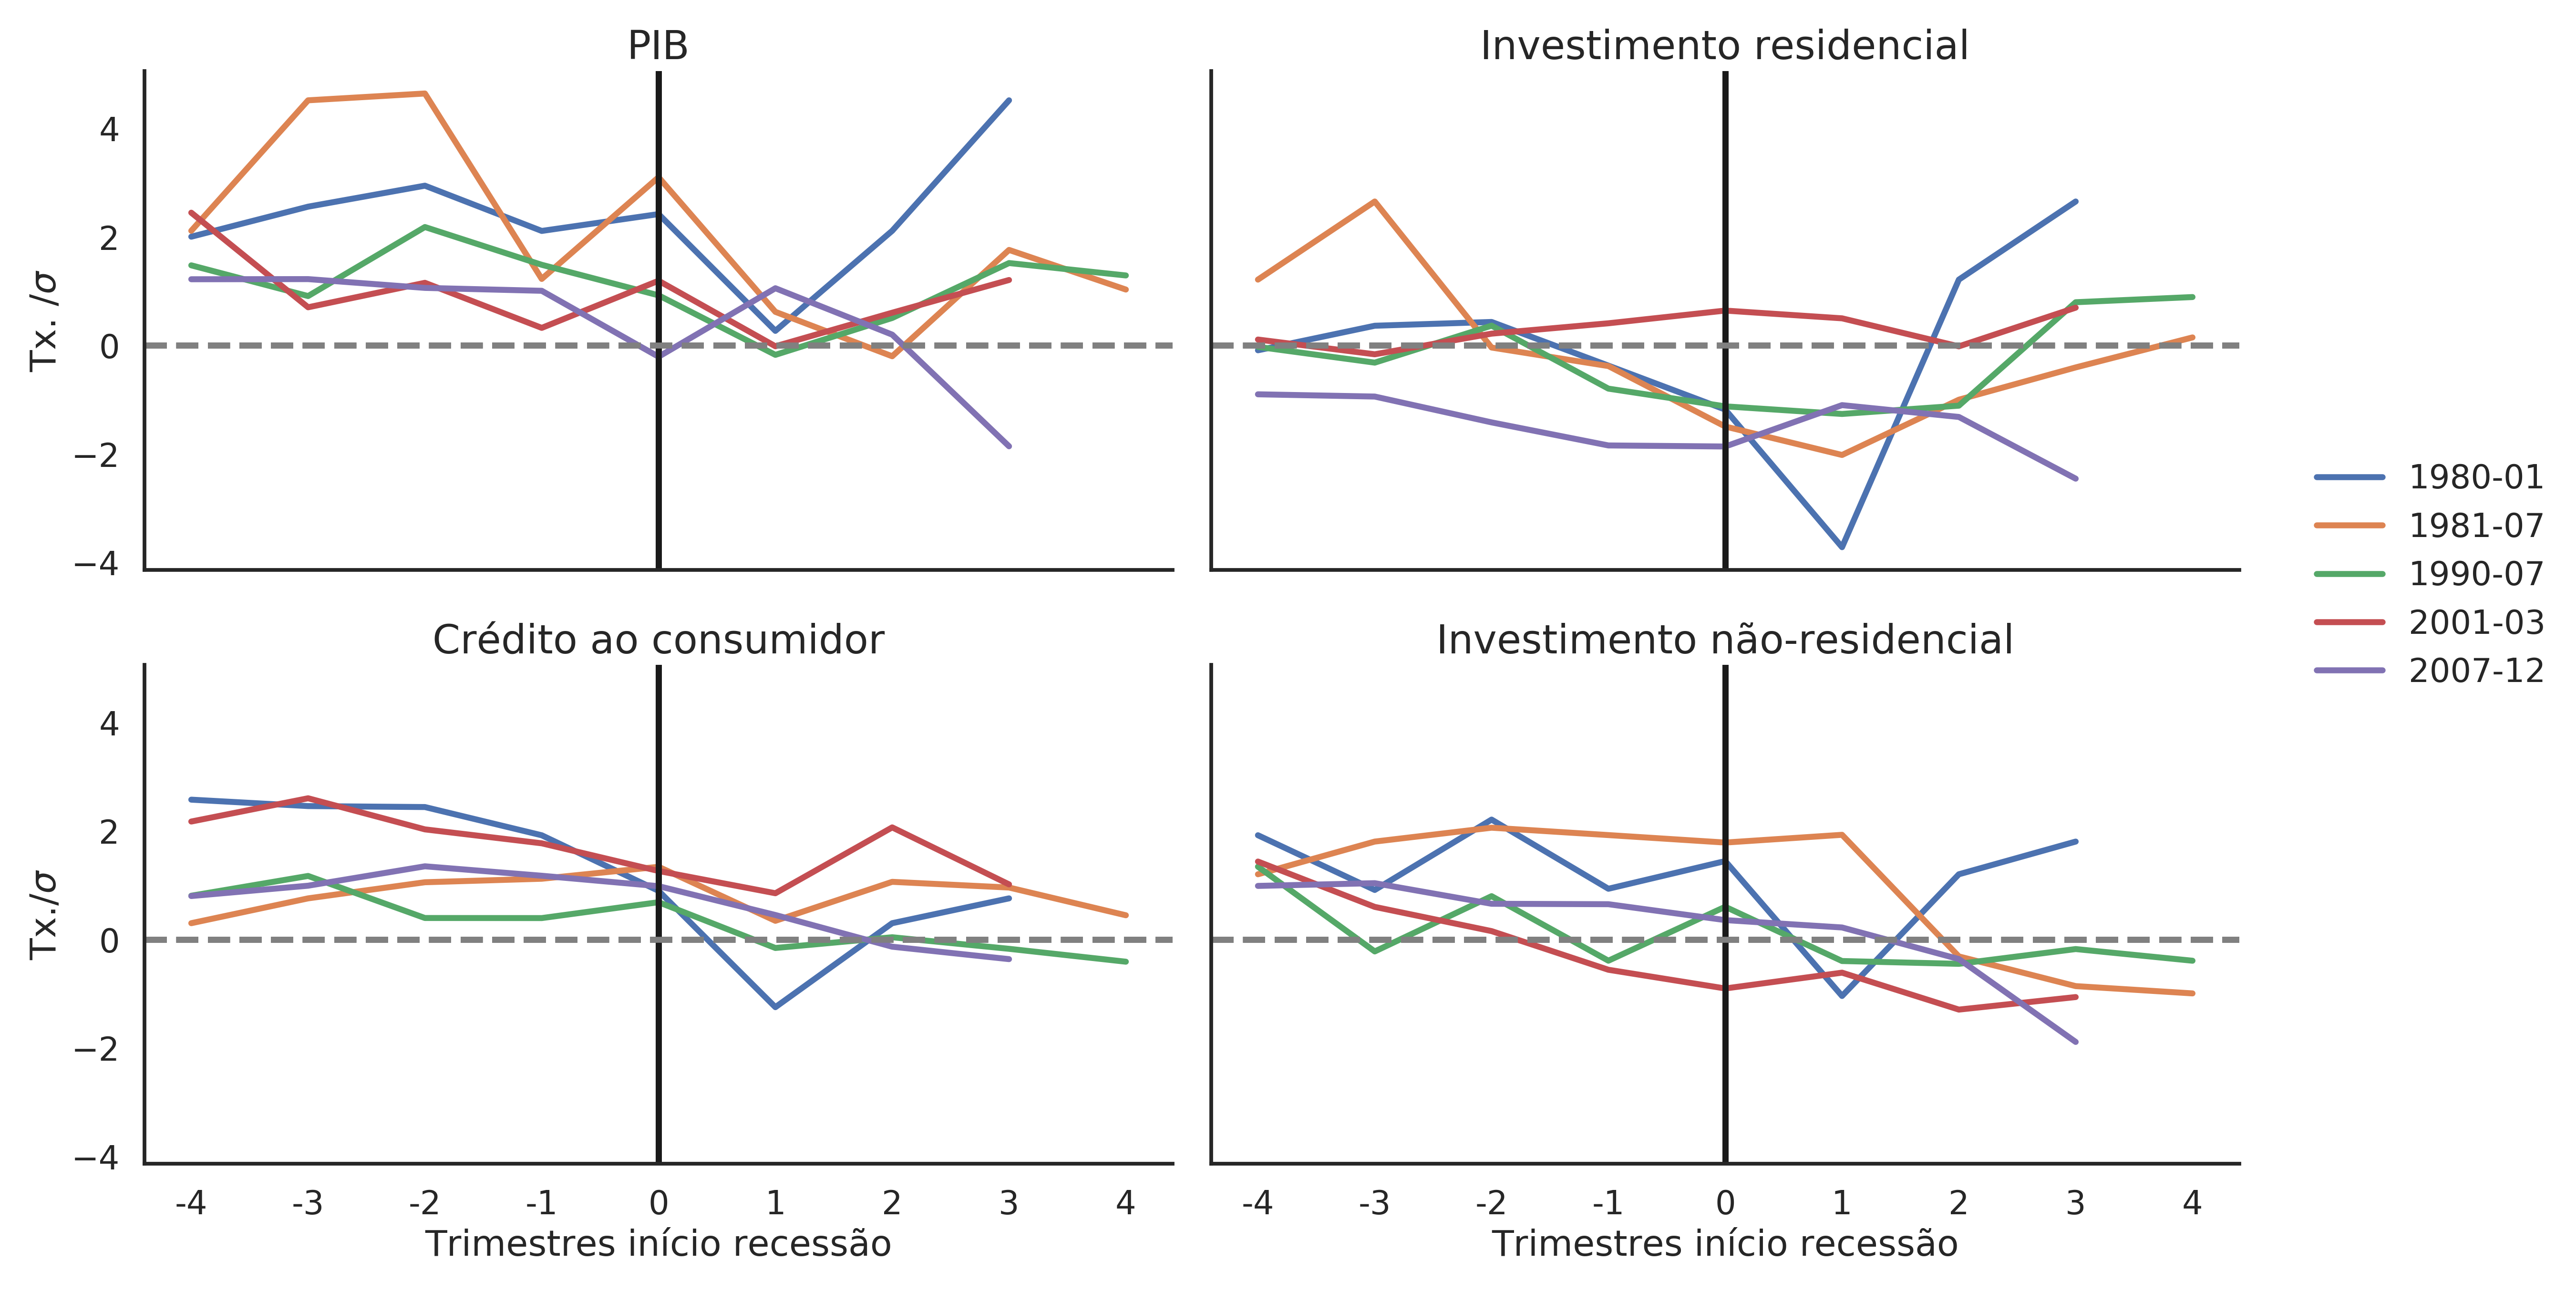 PIB
Investimento residencial
Tx. /σ
4
2
0
−2
−4
Crédito ao consumidor
Investimento não-residencial
Tx./σ
4
2
0
−2
−4
-4 -3 -2 -1 0 1 2 3 4
-4 -3 -2 -1 0 1 2 3 4
Trimestres início recessão
Trimestres início recessão
1980-01
1981-07
1990-07
2001-03
2007-12